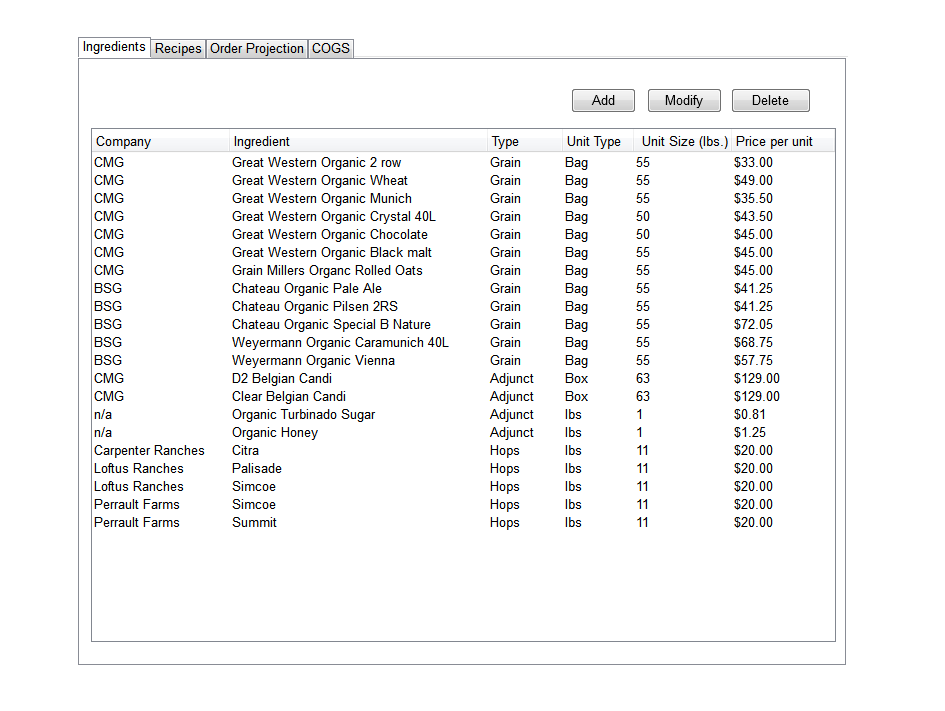 Ingredients Recipes Order Projection COGS
Add Modify Delete
Company Ingredient Type Unit Type Unit Size (lbs.) Price per unit
CMG Great Western Organic 2 row Grain Bag 55 $33.00
CMG Great Western Organic Wheat Grain Bag 55 $49.00
CMG Great Western Organic Munich Grain Bag 55 $35.50
CMG Great Western Organic Crystal 40L Grain Bag 50 $43.50
CMG Great Western Organic Chocolate Grain Bag 50 $45.00
CMG Great Western Organic Black malt Grain Bag 55 $45.00
CMG Grain Millers Organc Rolled Oats Grain Bag 55 $45.00
BSG Chateau Organic Pale Ale Grain Bag 55 $41.25
BSG Chateau Organic Pilsen 2RS Grain Bag 55 $41.25
BSG Chateau Organic Special B Nature Grain Bag 55 $72.05
BSG Weyermann Organic Caramunich 40L Grain Bag 55 $68.75
BSG Weyermann Organic Vienna Grain Bag 55 $57.75
CMG D2 Belgian Candi Adjunct Box 63 $129.00
CMG Clear Belgian Candi Adjunct Box 63 $129.00
n/a Organic Turbinado Sugar Adjunct lbs 1 $0.81
n/a Organic Honey Adjunct lbs 1 $1.25
Carpenter Ranches Citra Hops lbs 11 $20.00
Loftus Ranches Palisade Hops lbs 11 $20.00
Loftus Ranches Simcoe Hops lbs 11 $20.00
Perrault Farms Simcoe Hops lbs 11 $20.00
Perrault Farms Summit Hops lbs 11 $20.00